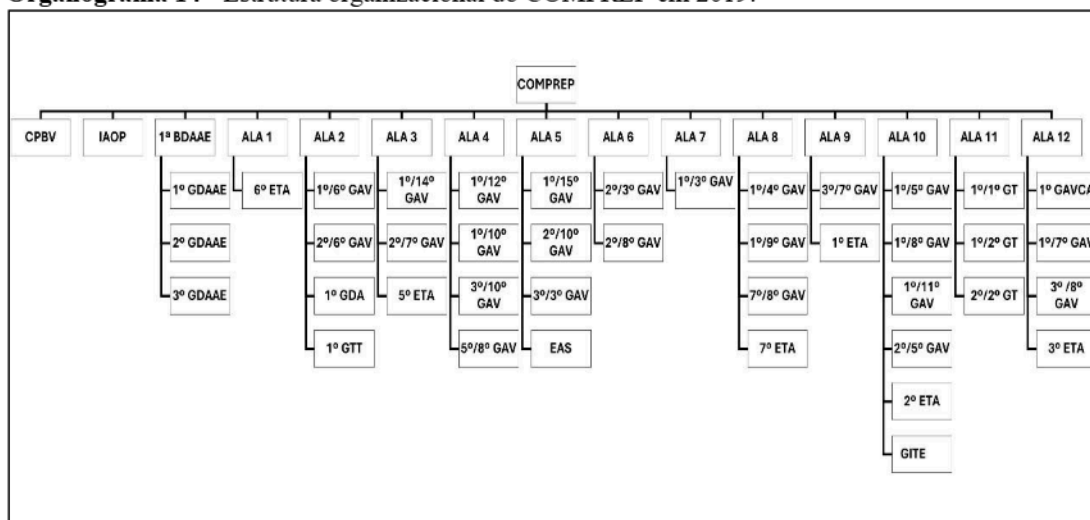 Organograma 14 - Estrutura organizacional do COMPREP em 2019.
COMPREP
CPBV
IAOP
1ª BDAAE
1º GDAAE
2º GDAAE
3º GDAAE
ALA 1
6º ETA
ALA 2
1º/6º GAV
2º/6º GAV
1º GDA
1º GTT
ALA 3
1º/14º
GAV
2º/7º GAV
5º ETA
ALA 4
1º/12º
GAV
1º/10º
GAV
3º/10º
GAV
5º/8º GAV
ALA 5
1º/15º
GAV
2º/10º
GAV
3º/3º GAV
EAS
ALA 6
2º/3º GAV
2º/8º GAV
ALA 7
1º/3º GAV
ALA 8
1º/4º GAV
1º/9º GAV
7º/8º GAV
7º ETA
ALA 9
3º/7º GAV
1º ETA
ALA 10
1º/5º GAV
1º/8º GAV
1º/11º
GAV
2º/5º GAV
2º ETA
GITE
ALA 11
1º/1º GT
1º/2º GT
2º/2º GT
ALA 12
1º GAVCA
1º/7º GAV
3º /8º
GAV
3º ETA